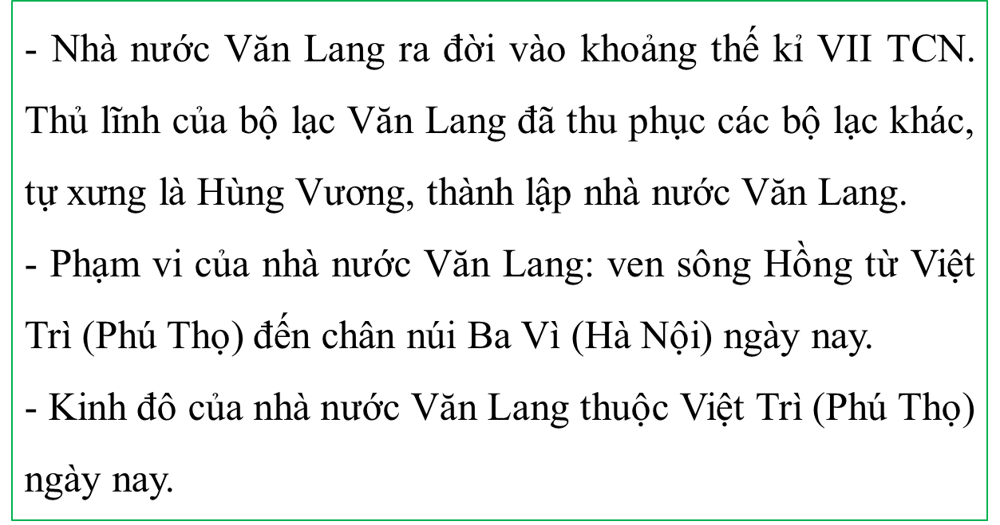 - Nhà nước Văn Lang ra đời vào khoảng thế kỉ VII TCN.
Thủ lĩnh của bộ lạc Văn Lang đã thu phục các bộ lạc khác,
tự xưng là Hùng Vương, thành lập nhà nước Văn Lang.
- Phạm vi của nhà nước Văn Lang: ven sông Hồng từ Việt
Trì (Phú Thọ) đến chân núi Ba Vì (Hà Nội) ngày nay.
- Kinh đô của nhà nước Văn Lang thuộc Việt Trì (Phú Thọ)
ngày nay.